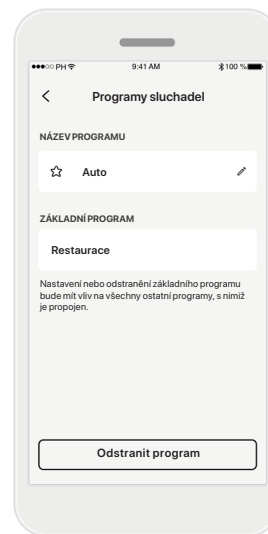 PH 9:41 AM 100 %
Programy sluchadel
NÁZEV PROGRAMU
Auto
ZÁKLADNÍ PROGRAM
Restaurace
Nastavení nebo odstranění základního programu
bude mít vliv na všechny ostatní programy, s nimiž
je propojen.
Odstranit program